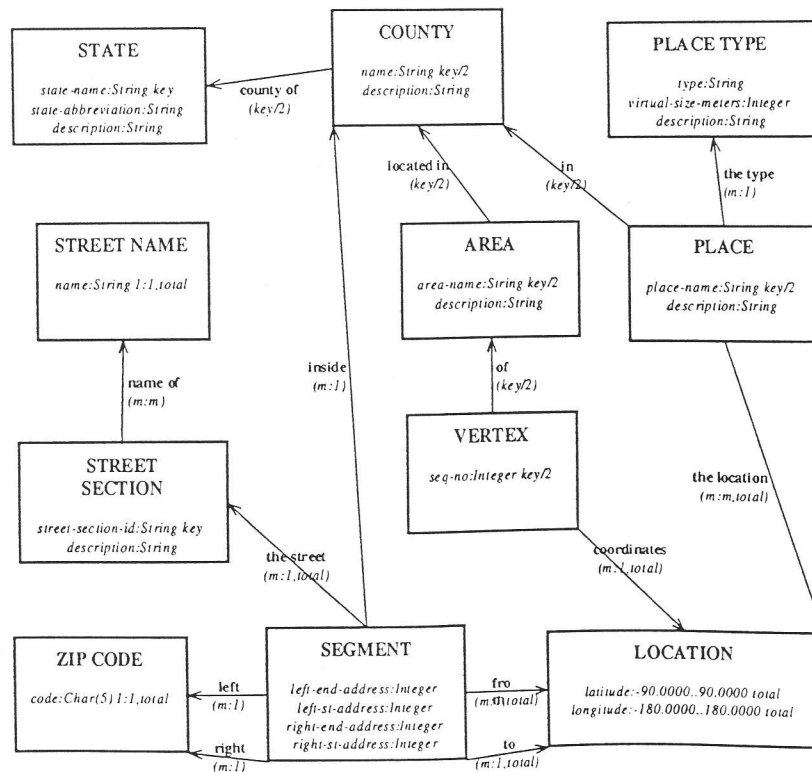 STATE
state-name:String key
state-abbreviation:String
description:String
county of
(key/2)
COUNTY
name:String key/2
description:String
PLACE TYPE
type:String
virtual-size-meters:Integer
description:String
located in
(key/2)
in
(key/2)
the type
(m:1)
STREET NAME
name:String 1:1,total
AREA
area-name:String key/2
description:String
PLACE
place-name:String key/2
description:String
name of
(m:m)
inside
(m:1)
of
(key/2)
STREET
SECTION
street-section-id:String key
description:String
VERTEX
seq-no:Integer key/2
the location
(m:m,total)
the street
(m:1,total)
coordinates
(m:1,total)
ZIP CODE
code:Char(5) 1:1,total
left
(m:1)
right
(m:1)
SEGMENT
left-end-address:Integer
left-st-address:Integer
right-end-address:Integer
right-st-address:Integer
fro
to
(m:1,total)
LOCATION
latitude:-90.0000..90.0000 total
longitude:-180.0000..180.0000 total